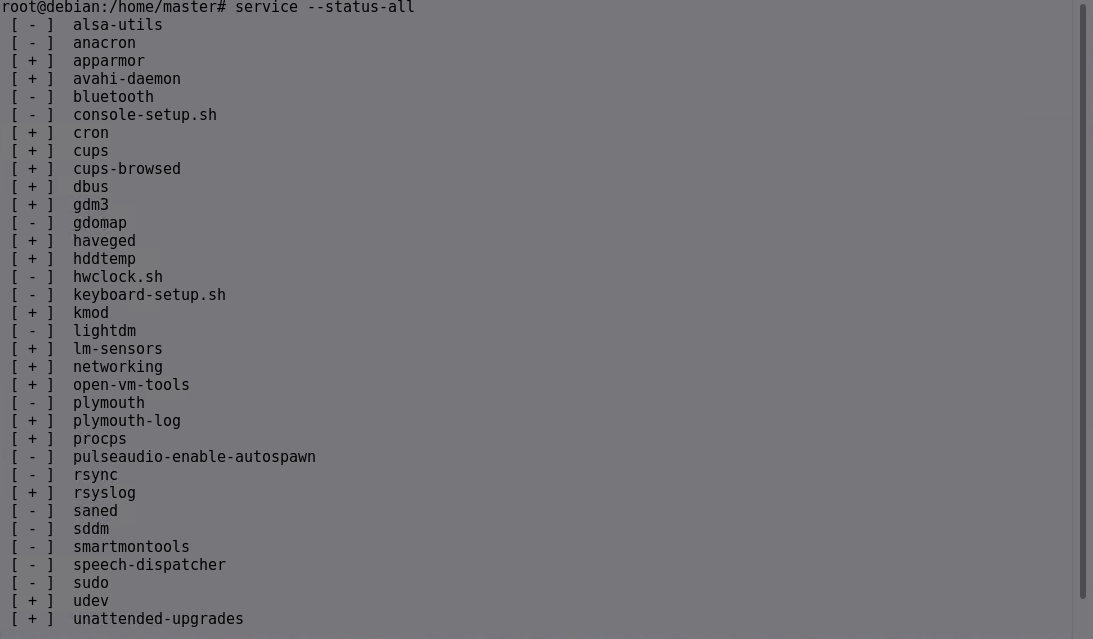 root@debian:/home/master# service --status-all
[ - ]  alsa-utils
[ - ]  anacron
[ + ]  apparmor
[ + ]  avahi-daemon
[ - ]  bluetooth
[ - ]  console-setup.sh
[ + ]  cron
[ + ]  cups
[ + ]  cups-browsed
[ + ]  dbus
[ + ]  gdm3
[ - ]  gdomap
[ + ]  haveged
[ + ]  hddtemp
[ - ]  hwclock.sh
[ - ]  keyboard-setup.sh
[ + ]  kmod
[ - ]  lightdm
[ + ]  lm-sensors
[ + ]  networking
[ + ]  open-vm-tools
[ - ]  plymouth
[ + ]  plymouth-log
[ + ]  procps
[ - ]  pulseaudio-enable-autospawn
[ - ]  rsync
[ + ]  rsyslog
[ - ]  saned
[ - ]  sddm
[ - ]  smartmontools
[ - ]  speech-dispatcher
[ - ]  sudo
[ + ]  udev
[ + ]  unattended-upgrades